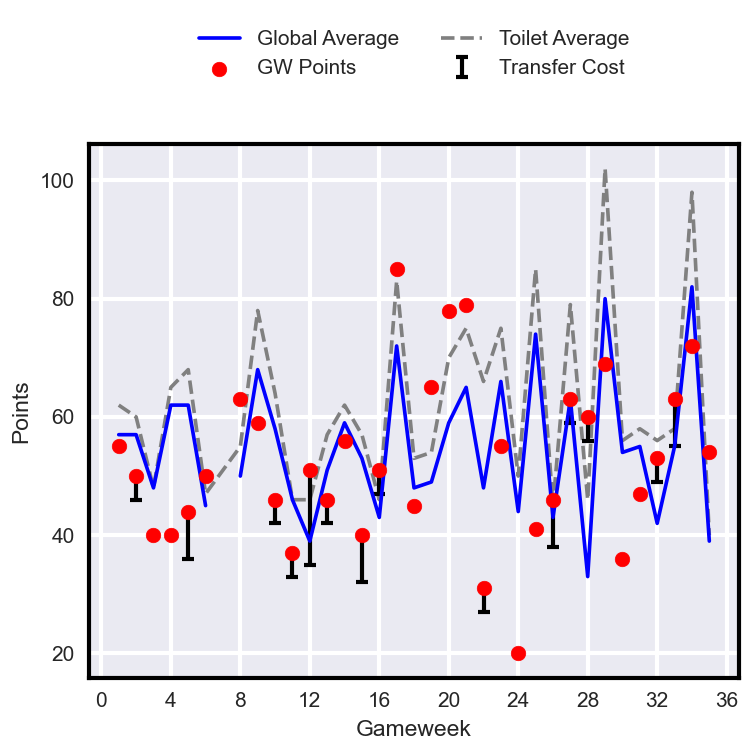 Global Average
Toilet Average
GW Points
Transfer Cost
100
80
60
40
20
Points
0 4 8 12 16 20 24 28 32 36
Gameweek